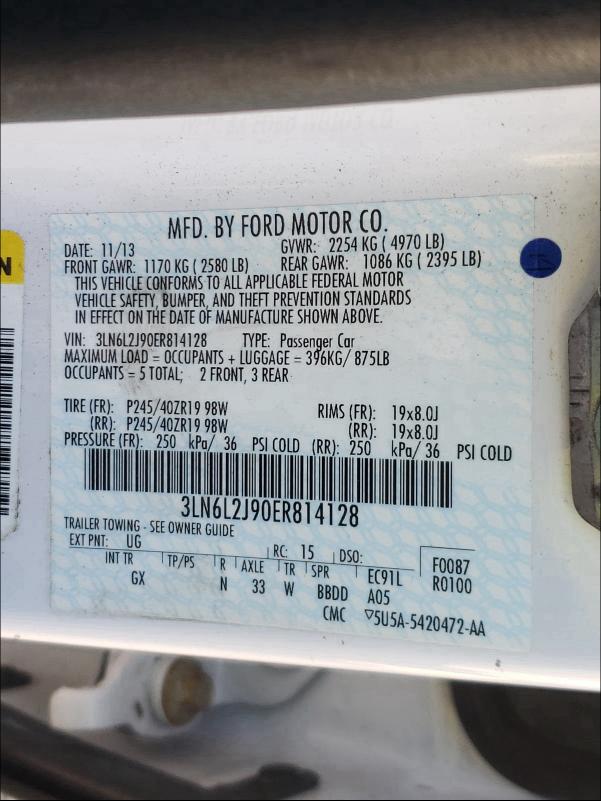 MFD. BY FORD MOTOR CO.
DATE: 11/13 GVWR: 2254 KG ( 4970 LB)
FRONT GAWR: 1170 KG ( 2580 LB) REAR GAWR: 1086 KG ( 2395 LB)
THIS VEHICLE CONFORMS TO ALL APPLICABLE FEDERAL MOTOR
VEHICLE SAFETY, BUMPER, AND THEFT PREVENTION STANDARDS
IN EFFECT ON THE DATE OF MANUFACTURE SHOWN ABOVE.
N
VIN: 3LN6L2J90ER814128 TYPE: Passenger Car
MAXIMUM LOAD = OCCUPANTS + LUGGAGE = 396KG/ 875LB
OCCUPANTS = 5 TOTAL; 2 FRONT, 3 REAR
TIRE (FR): P245/40ZR19 98W RIMS (FR): 19x8.0J
(RR): P245/40ZR19 98W (RR): 19x8.0J
PRESSURE (FR): 250 kPa/ 36 PSI COLD (RR): 250 kPa/ 36 PSI COLD
3LN6L2J90ER814128
TRAILER TOWING - SEE OWNER GUIDE
EXT PNT: UG RC: 15 DSO: F0087
INT TR TP/PS R AXLE TR SPR EC91L R0100
GX N 33 W BBDD A05
CMC ▽5U5A-5420472-AA